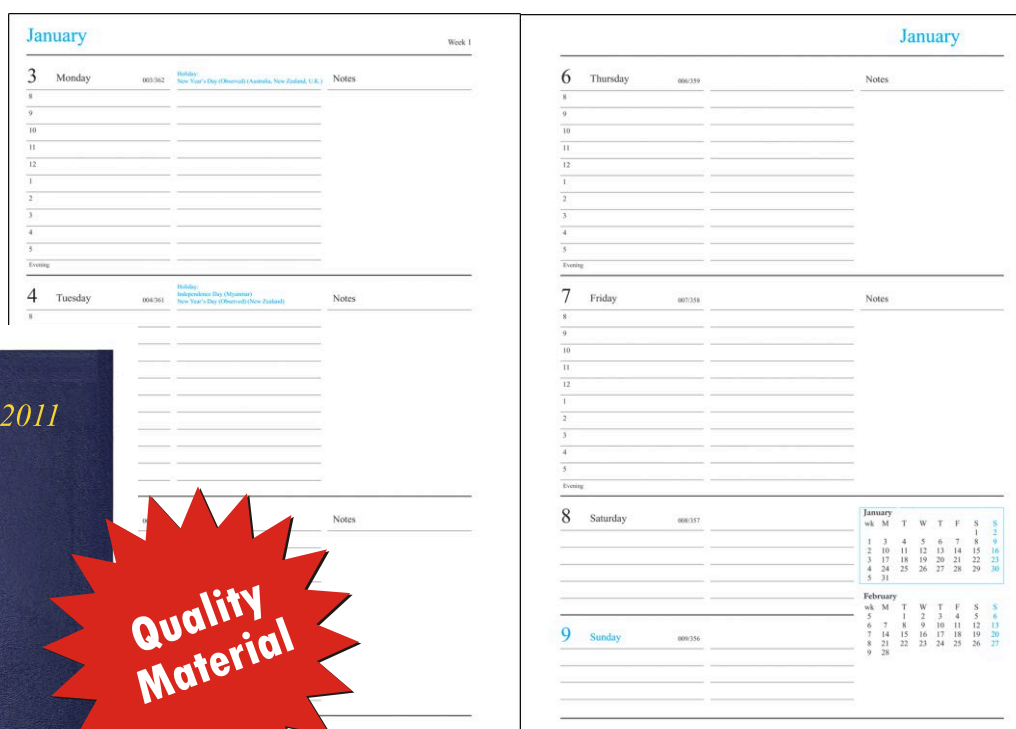 January
Week 1
3 Monday 003/362
Holiday:
New Year's Day (Observed) (Australia, New Zealand, U.K.)
Notes
8
9
10
11
12
1
2
3
4
5
Evening
4 Tuesday 004/361
Holiday:
Independence Day (Myanmar)
New Year's Day (Observed) (New Zealand)
Notes
8
Notes
2011
Quality
Material
January
6 Thursday 006/359
Notes
8
9
10
11
12
1
2
3
4
5
Evening
7 Friday 007/358
Notes
8
9
10
11
12
1
2
3
4
5
Evening
8 Saturday 008/357
9 Sunday 009/356
January
wk M T W T F S S
1 2
1 3 4 5 6 7 8 9
2 10 11 12 13 14 15 16
3 17 18 19 20 21 22 23
4 24 25 26 27 28 29 30
5 31
February
wk M T W T F S S
5 1 2 3 4 5 6
6 7 8 9 10 11 12 13
7 14 15 16 17 18 19 20
8 21 22 23 24 25 26 27
9 28